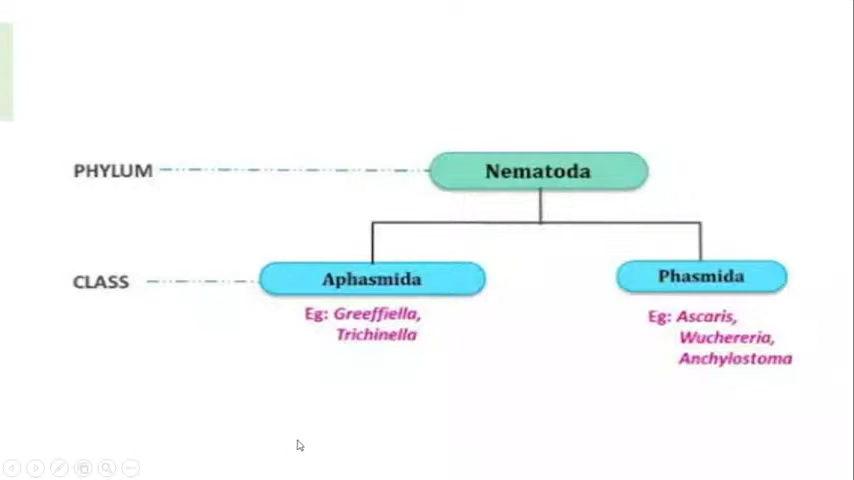 PHYLUM
Nematoda
CLASS
Aphasmida
Phasmida
Eg: Greeffiella,
Trichinella
Eg: Ascaris,
Wuchereria,
Anchylostoma